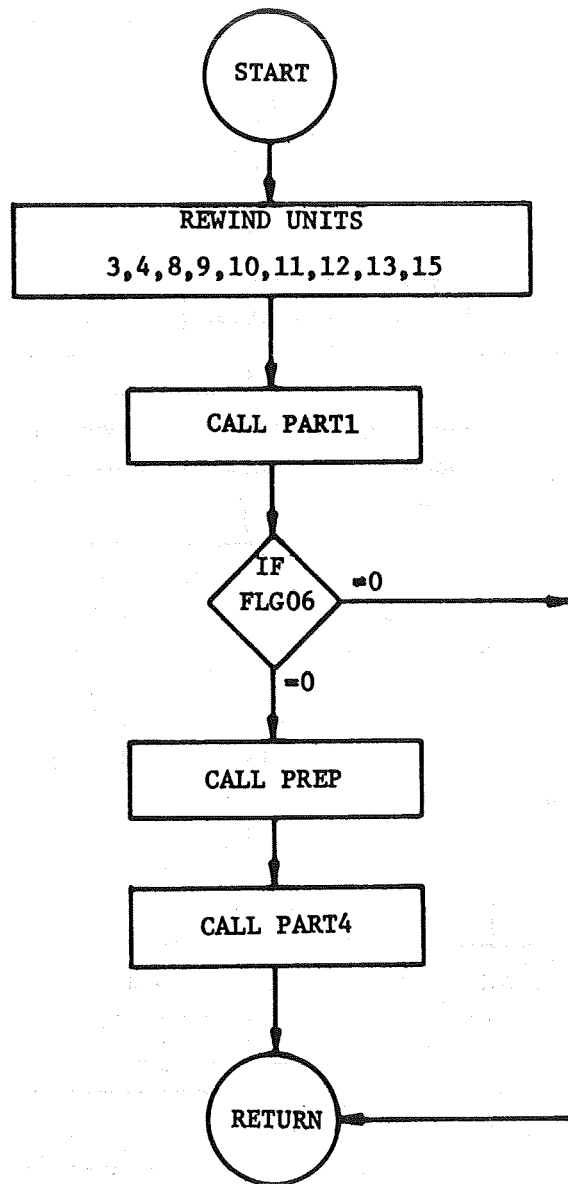 START
REWIND UNITS
3,4,8,9,10,11,12,13,15
CALL PART1
IF
FLG06
=0
=0
CALL PREP
CALL PART4
RETURN